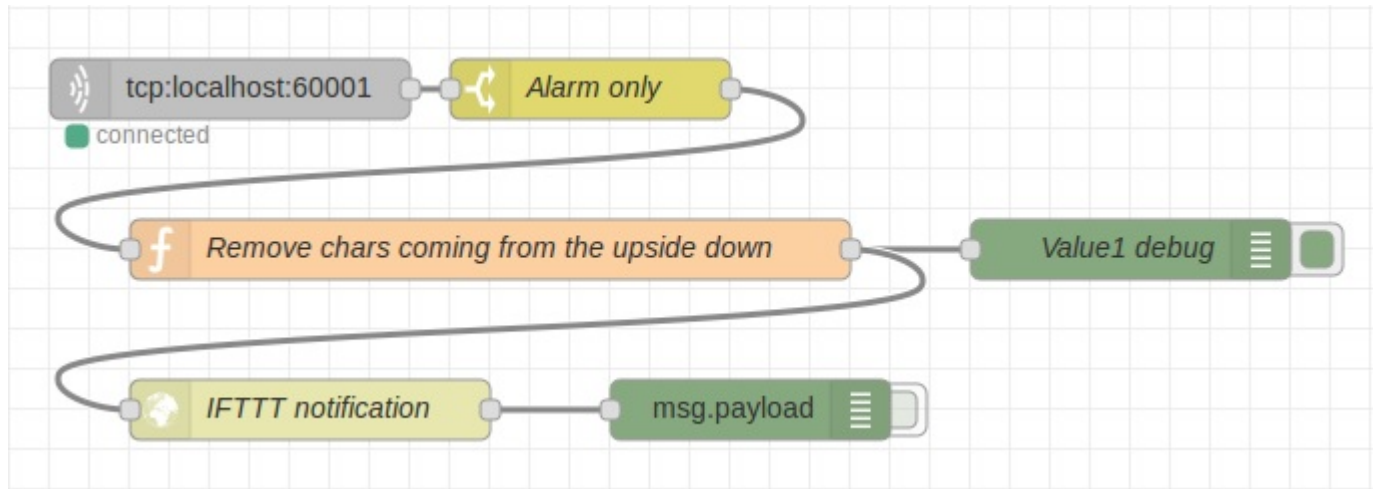 tcp:localhost:60001
Alarm only
connected
Remove chars coming from the upside down
Value1 debug
IFTTT notification
msg.payload